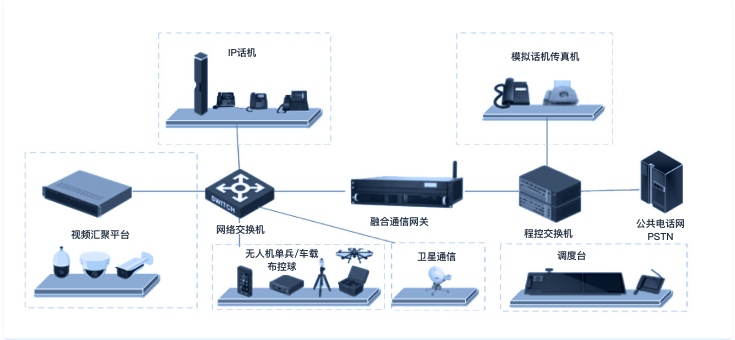 IP话机
模拟话机传真机
SWITCH
视频汇聚平台
网络交换机
融合通信网关
程控交换机
公共电话网
PSTN
无人机单兵/车载
布控球
卫星通信
调度台